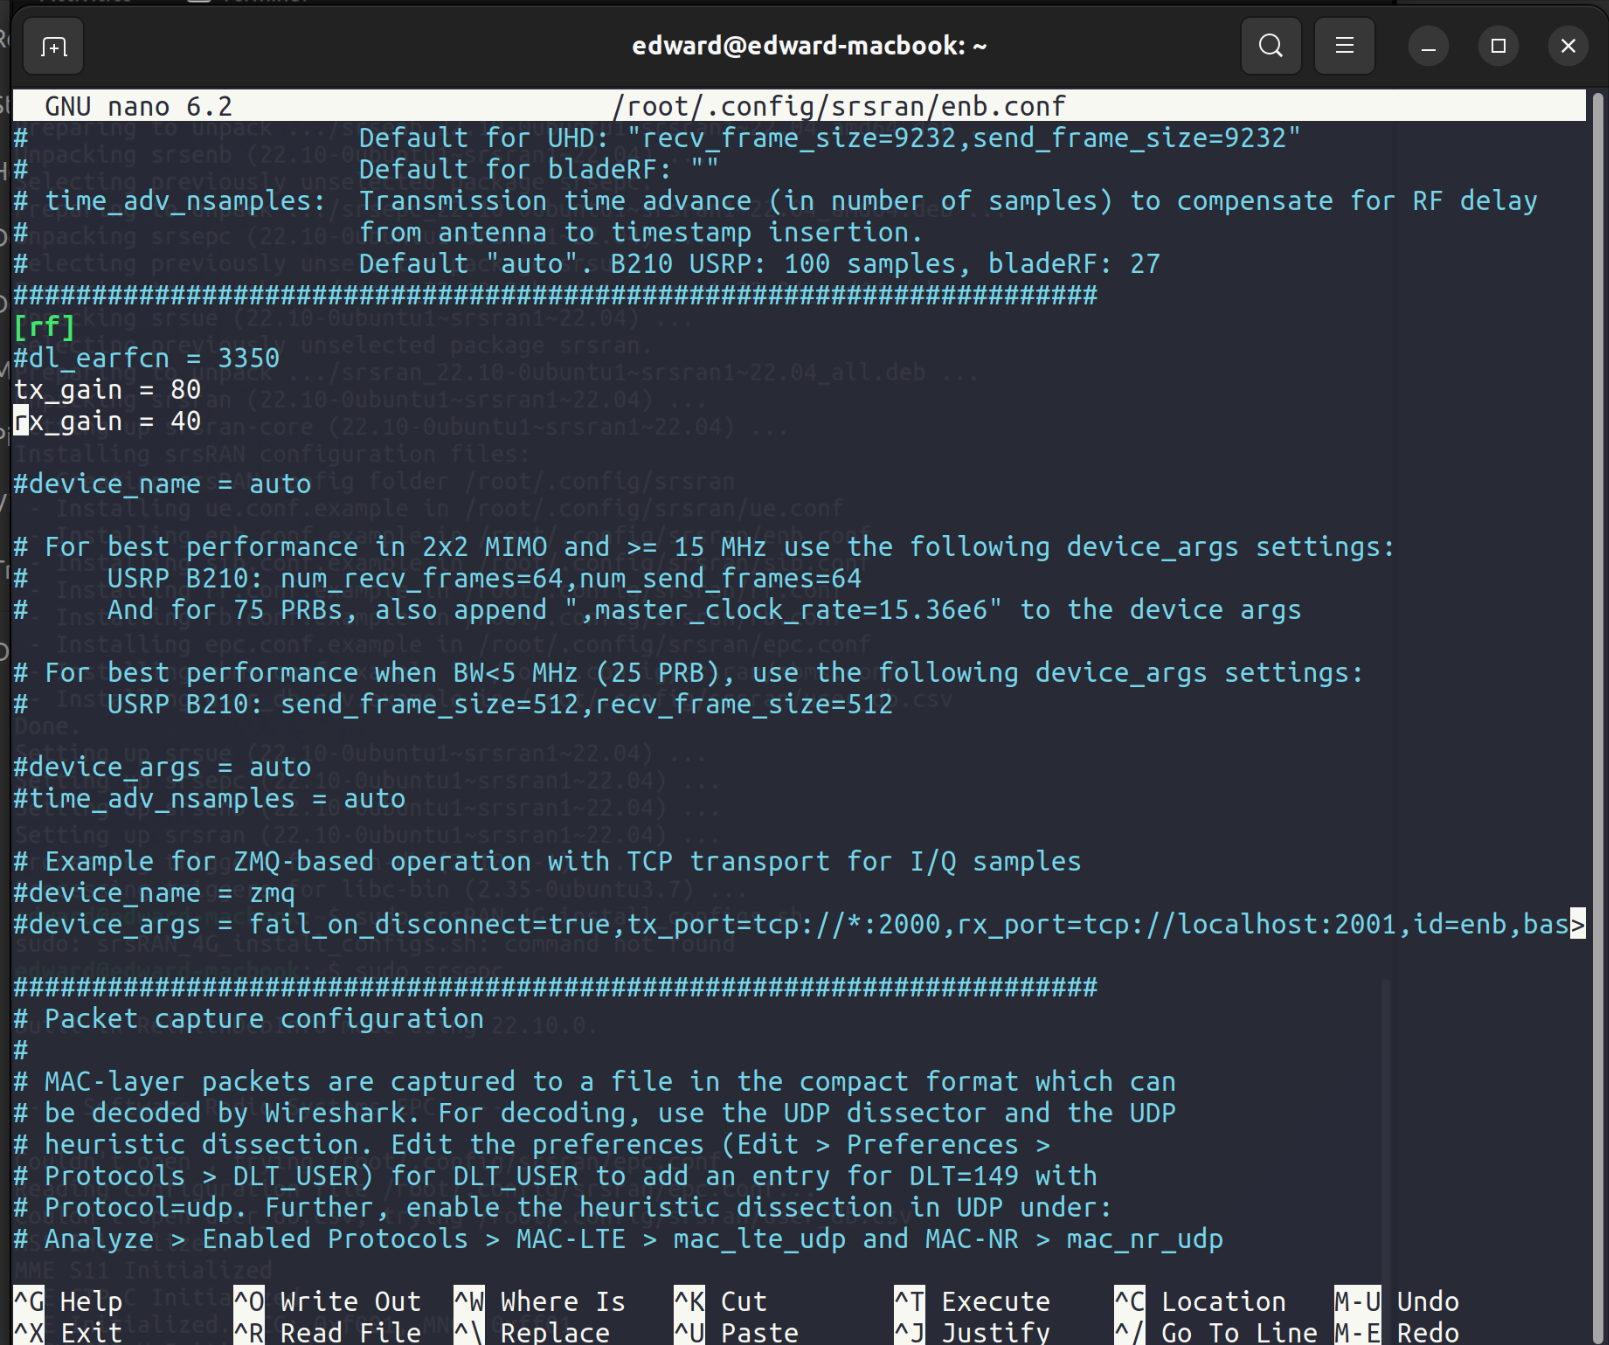 edward@edward-macbook: ~
GNU nano 6.2 /root/.config/srsran/enb.conf
# Default for UHD: "recv_frame_size=9232,send_frame_size=9232"
# Default for bladeRF: ""
# time_adv_nsamples: Transmission time advance (in number of samples) to compensate for RF delay
# from antenna to timestamp insertion.
# Default "auto". B210 USRP: 100 samples, bladeRF: 27
#####################################################################
[rf]
#dl_earfcn = 3350
tx_gain = 80
rx_gain = 40
#device_name = auto
# For best performance in 2x2 MIMO and >= 15 MHz use the following device_args settings:
# USRP B210: num_recv_frames=64,num_send_frames=64
# And for 75 PRBs, also append ",master_clock_rate=15.36e6" to the device args
# For best performance when BW<5 MHz (25 PRB), use the following device_args settings:
# USRP B210: send_frame_size=512,recv_frame_size=512
#device_args = auto
#time_adv_nsamples = auto
# Example for ZMQ-based operation with TCP transport for I/Q samples
#device_name = zmq
#device_args = fail_on_disconnect=true,tx_port=tcp://*:2000,rx_port=tcp://localhost:2001,id=enb,bas>
#####################################################################
# Packet capture configuration
#
# MAC-layer packets are captured to a file in the compact format which can
# be decoded by Wireshark. For decoding, use the UDP dissector and the UDP
# heuristic dissection. Edit the preferences (Edit > Preferences >
# Protocols > DLT_USER) for DLT_USER to add an entry for DLT=149 with
# Protocol=udp. Further, enable the heuristic dissection in UDP under:
# Analyze > Enabled Protocols > MAC-LTE > mac_lte_udp and MAC-NR > mac_nr_udp
^G Help ^O Write Out ^W Where Is ^K Cut ^T Execute ^C Location M-U Undo
^X Exit ^R Read File ^\ Replace ^U Paste ^J Justify ^/ Go To Line M-E Redo